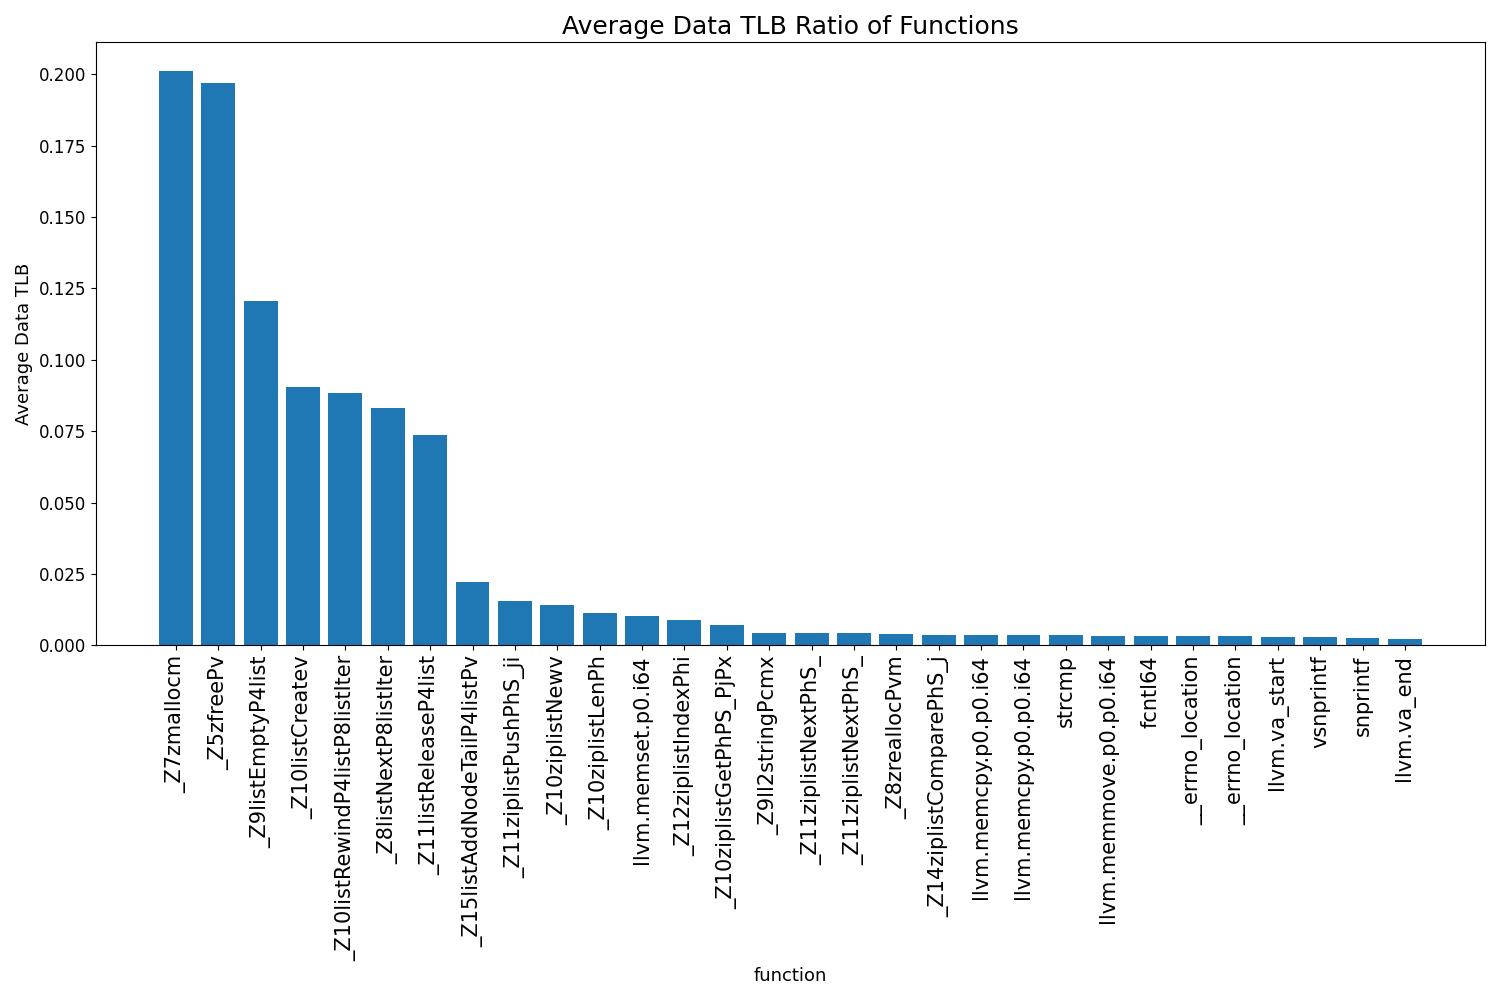 Average Data TLB Ratio of Functions
Average Data TLB
0.200
0.175
0.150
0.125
0.100
0.075
0.050
0.025
0.000
_Z7zmallocm
_Z5zfreePv
_Z9listEmptyP4list
_Z10listCreatev
_Z10listRewindP4listP8listIter
_Z8listNextP8listIter
_Z11listReleaseP4list
_Z15listAddNodeTailP4listPv
_Z11ziplistPushPhS_ji
_Z10ziplistNewv
_Z10ziplistLenPh
llvm.memset.p0.i64
_Z12ziplistIndexPhi
_Z10ziplistGetPhPS_PjPx
_Z9ll2stringPcmx
_Z11ziplistNextPhS_
_Z11ziplistNextPhS_
_Z8zreallocPvm
_Z14ziplistComparePhS_j
llvm.memcpy.p0.p0.i64
llvm.memcpy.p0.p0.i64
strcmp
llvm.memmove.p0.p0.i64
fcntl64
__errno_location
__errno_location
llvm.va_start
vsnprintf
snprintf
llvm.va_end
function